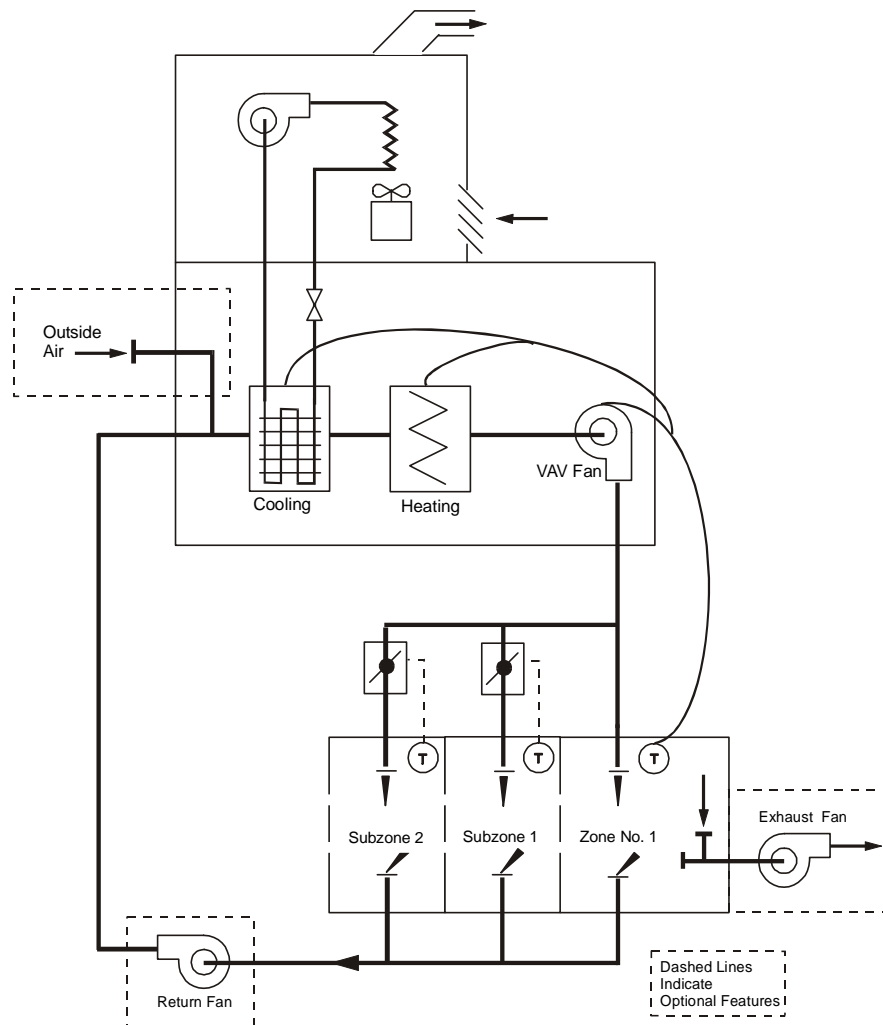 Outside
Air
Cooling
Heating
VAV Fan
T
T
T
Subzone 2
Subzone 1
Zone No. 1
Exhaust Fan
Return Fan
Dashed Lines
Indicate
Optional Features